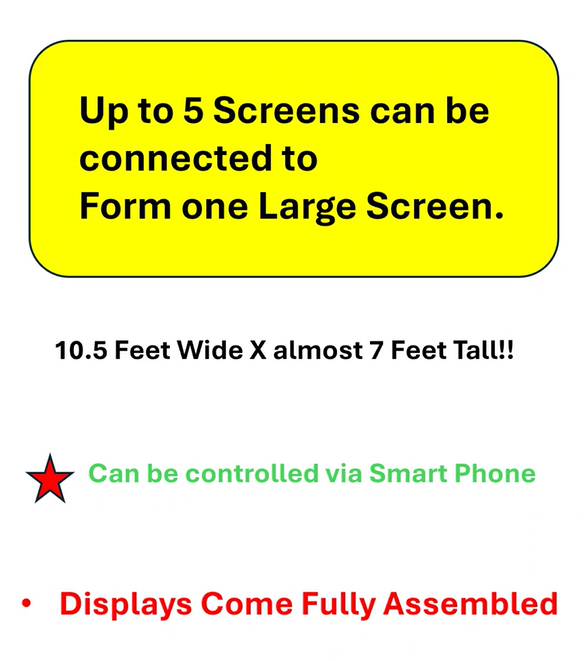 Up to 5 Screens can be
connected to
Form one Large Screen.
10.5 Feet Wide X almost 7 Feet Tall!!
Can be controlled via Smart Phone
• Displays Come Fully Assembled